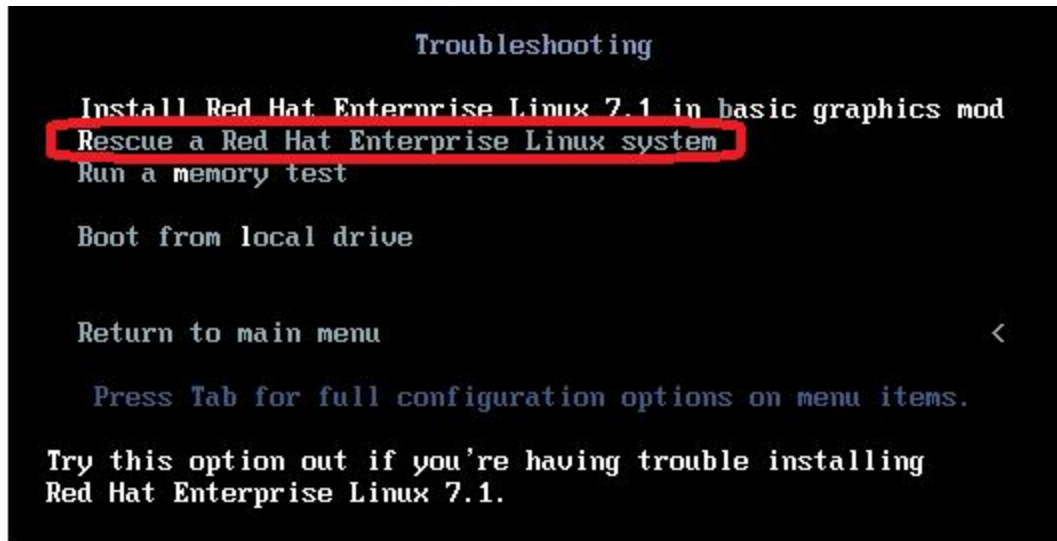 Troubleshooting
Install Red Hat Enterprise Linux 7.1 in basic graphics mod
Rescue a Red Hat Enterprise Linux system
Run a memory test
Boot from local drive
Return to main menu <
Press Tab for full configuration options on menu items.
Try this option out if you're having trouble installing
Red Hat Enterprise Linux 7.1.